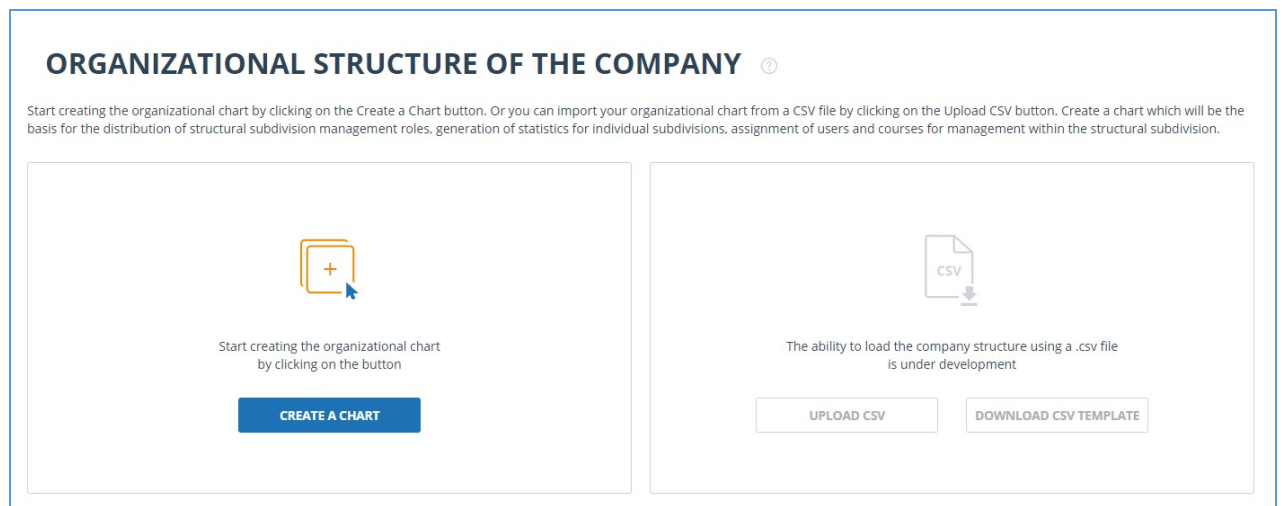 ORGANIZATIONAL STRUCTURE OF THE COMPANY ?
Start creating the organizational chart by clicking on the Create a Chart button. Or you can import your organizational chart from a CSV file by clicking on the Upload CSV button. Create a chart which will be the
basis for the distribution of structural subdivision management roles, generation of statistics for individual subdivisions, assignment of users and courses for management within the structural subdivision.
Start creating the organizational chart
by clicking on the button
CREATE A CHART
CSV
The ability to load the company structure using a .csv file
is under development
UPLOAD CSV
DOWNLOAD CSV TEMPLATE